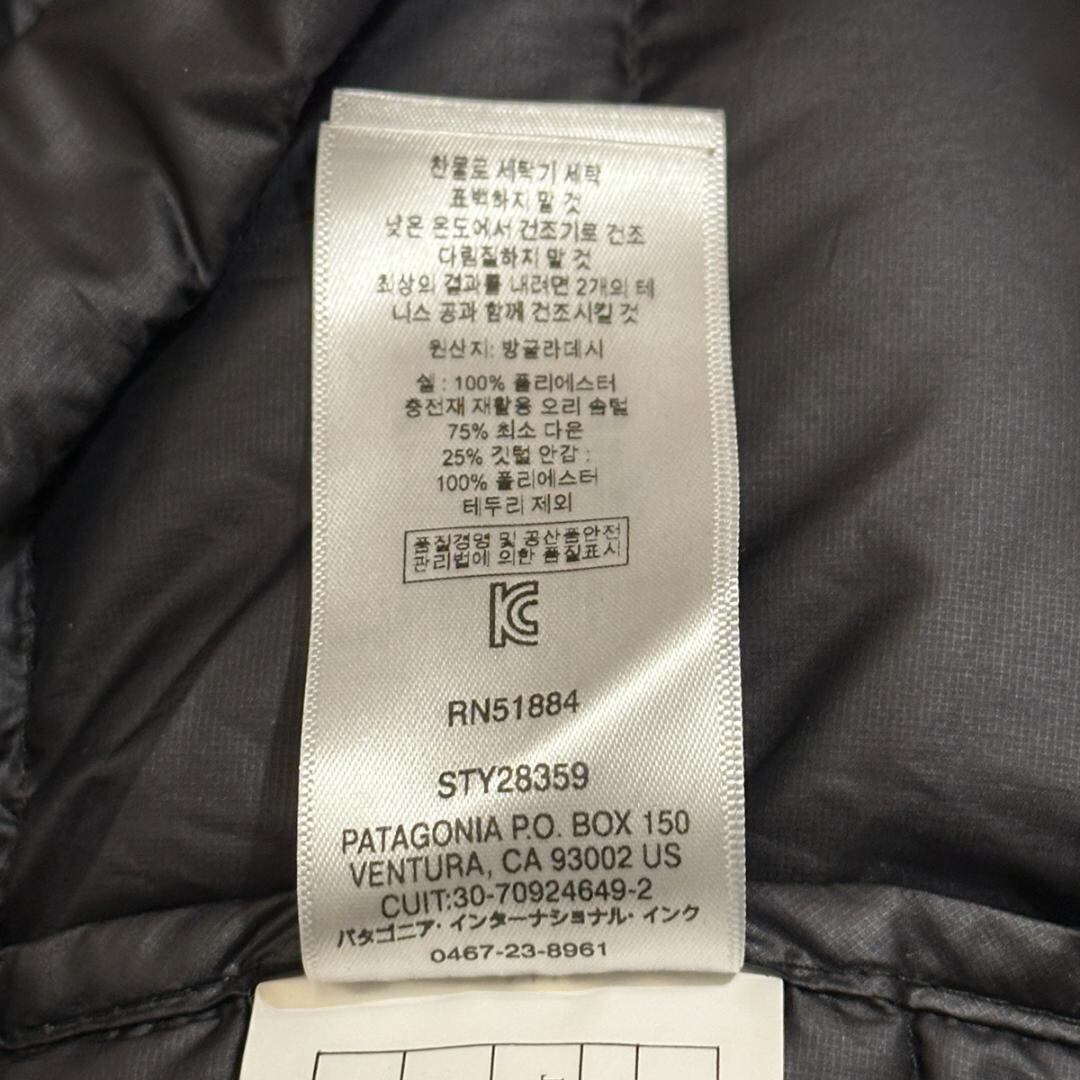 찬물로 세탁기 세탁
표백하지 말 것
낮은 온도에서 건조기로 건조
다림질하지 말 것
최상의 결과를 내려면 2개의 테
니스 공과 함께 건조시킬 것
원산지: 방글라데시
쉘 : 100% 폴리에스터
충전재 재활용 오리 솜털
75% 최소 다운
25% 깃털 안감 :
100% 폴리에스터
테두리 제외
품질경영 및 공산품안전
관리법에 의한 품질표시
KC
RN51884
STY28359
PATAGONIA P.O. BOX 150
VENTURA, CA 93002 US
CUIT:30-70924649-2
パタゴニア・インターナショナル・インク
0467-23-8961